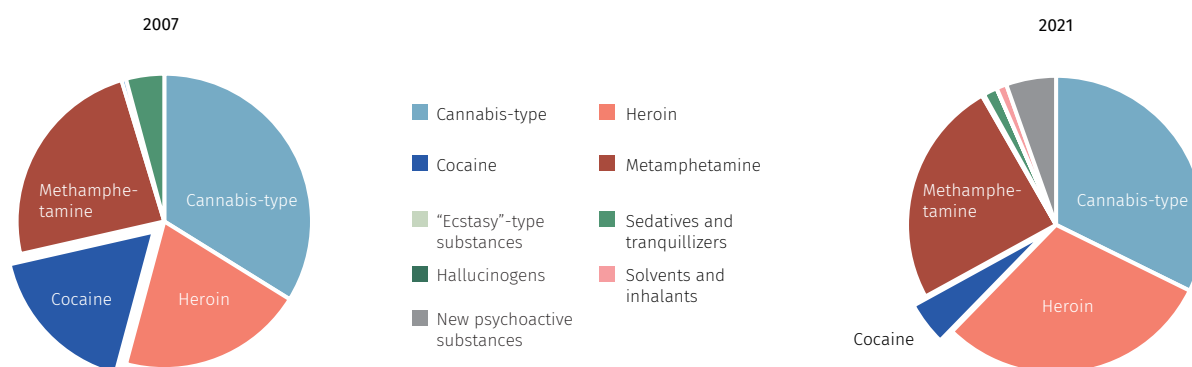 2007
2021
Methamphe-
tamine
Cannabis-type
Cocaine
Heroin
Cannabis-type
Heroin
Cocaine
Metamphetamine
“Ecstasy”-type
substances
Sedatives and
tranquillizers
Hallucinogens
Solvents and
inhalants
New psychoactive
substances
Methamphe-
tamine
Cannabis-type
Heroin
Cocaine